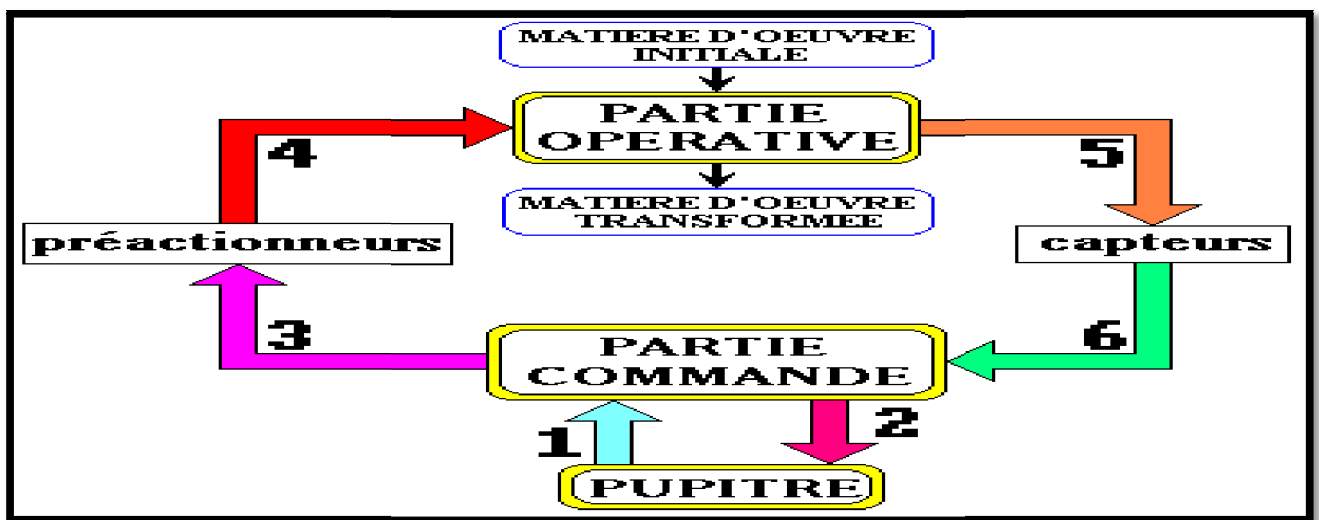 MATIERE D'OEUVRE
INITIALE
PARTIE
OPERATIVE
4
5
MATIERE D'OEUVRE
TRANSFORMEE
préactionneurs
capteurs
3
6
PARTIE
COMMANDE
1
2
PUPITRE